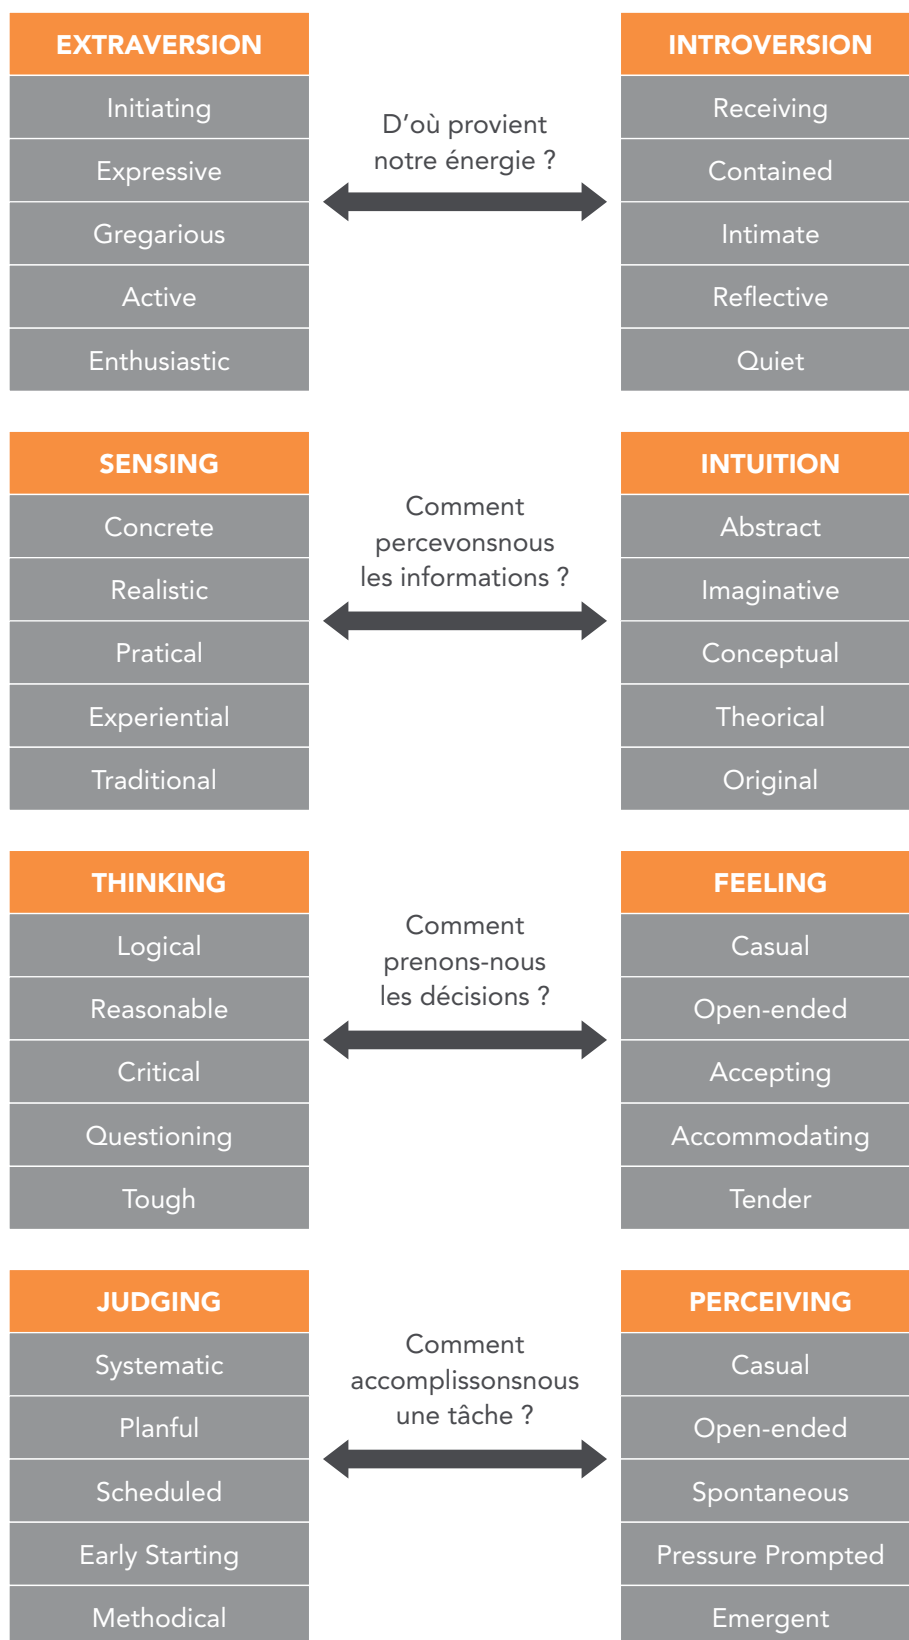 EXTRAVERSION
Initiating
Expressive
Gregarious
Active
Enthusiastic
D'où provient
notre énergie ?
INTROVERSION
Receiving
Contained
Intimate
Reflective
Quiet
SENSING
Concrete
Realistic
Pratical
Experiential
Traditional
Comment
percevonsnous
les informations ?
INTUITION
Abstract
Imaginative
Conceptual
Theorical
Original
THINKING
Logical
Reasonable
Critical
Questioning
Tough
Comment
prenons-nous
les décisions ?
FEELING
Casual
Open-ended
Accepting
Accommodating
Tender
JUDGING
Systematic
Planful
Scheduled
Early Starting
Methodical
Comment
accomplissonsnous
une tâche ?
PERCEIVING
Casual
Open-ended
Spontaneous
Pressure Prompted
Emergent